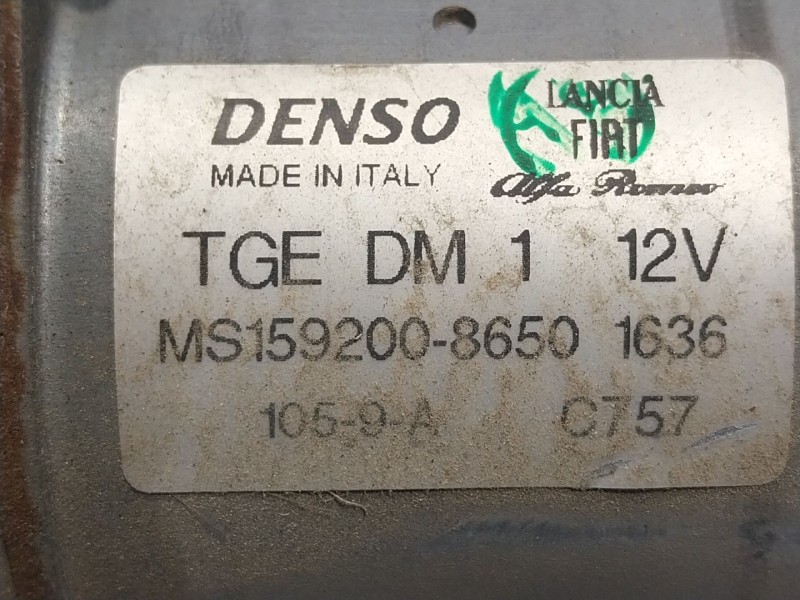 DENSO LANCIA
FIAT
MADE IN ITALY Alfa Romeo
TGE DM 1 12V
MS159200-8650 1636
105-9-A C757